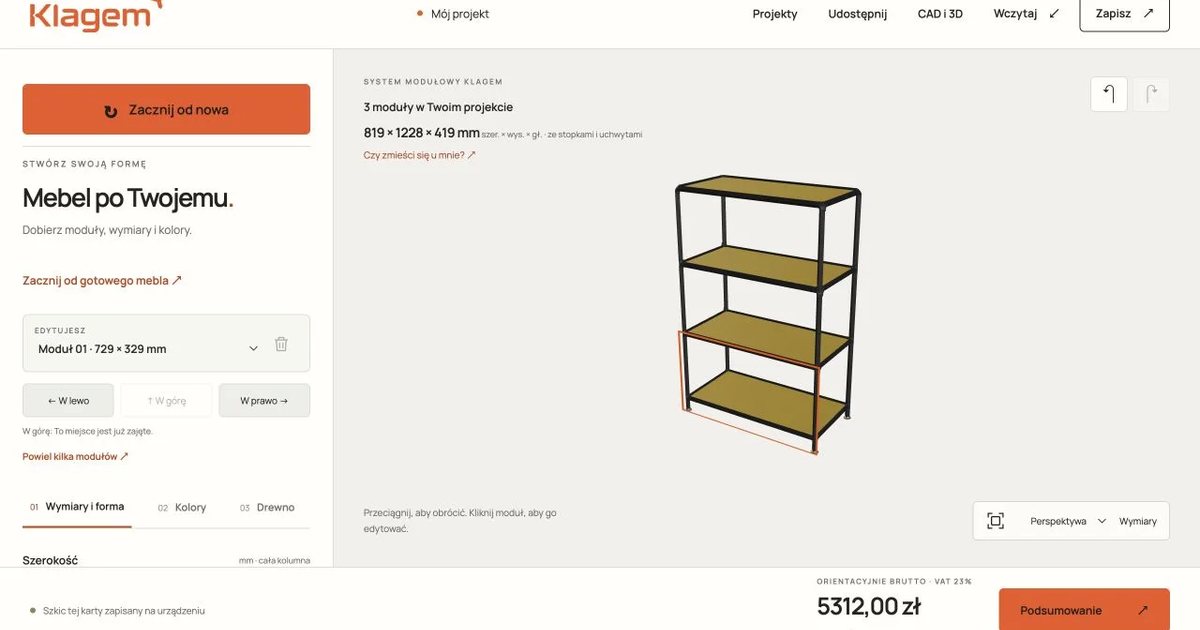 Klagem
Mój projekt
Projekty
Udostępnij
CAD i 3D
Wczytaj ↙
Zapisz ↗
↻ Zacznij od nowa
STWÓRZ SWOJĄ FORMĘ
Mebel po Twojemu.
Dobierz moduły, wymiary i kolory.
Zacznij od gotowego mebla ↗
EDYTUJESZ
Moduł 01 · 729 × 329 mm
← W lewo
↑ W górę
W prawo →
W górę: To miejsce jest już zajęte.
Powiel kilka modułów ↗
01 Wymiary i forma
02 Kolory
03 Drewno
Szerokość
mm · cała kolumna
SYSTEM MODUŁOWY KLAGEM
3 moduły w Twoim projekcie
819 × 1228 × 419 mm szer. × wys. × gł. · ze stopkami i uchwytami
Czy zmieści się u mnie? ↗
Przeciągnij, aby obrócić. Kliknij moduł, aby go
edytować.
Perspektywa
Wymiary
Szkic tej karty zapisany na urządzeniu
ORIENTACYJNIE BRUTTO · VAT 23%
5312,00 zł
Podsumowanie ↗